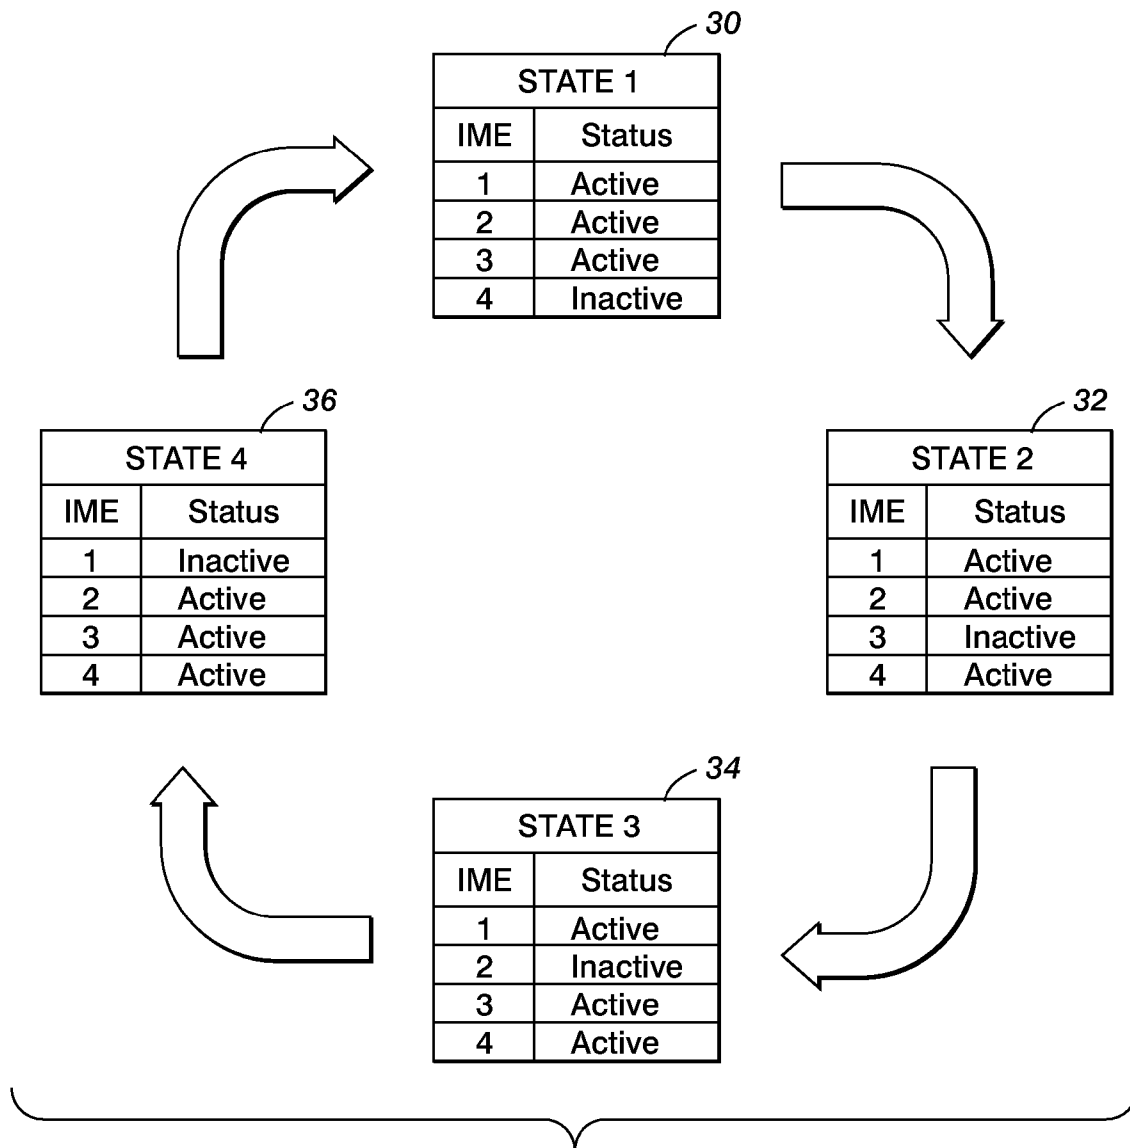 30
STATE 1
IME Status
1 Active
2 Active
3 Active
4 Inactive
36
STATE 4
IME Status
1 Inactive
2 Active
3 Active
4 Active
32
STATE 2
IME Status
1 Active
2 Active
3 Inactive
4 Active
34
STATE 3
IME Status
1 Active
2 Inactive
3 Active
4 Active